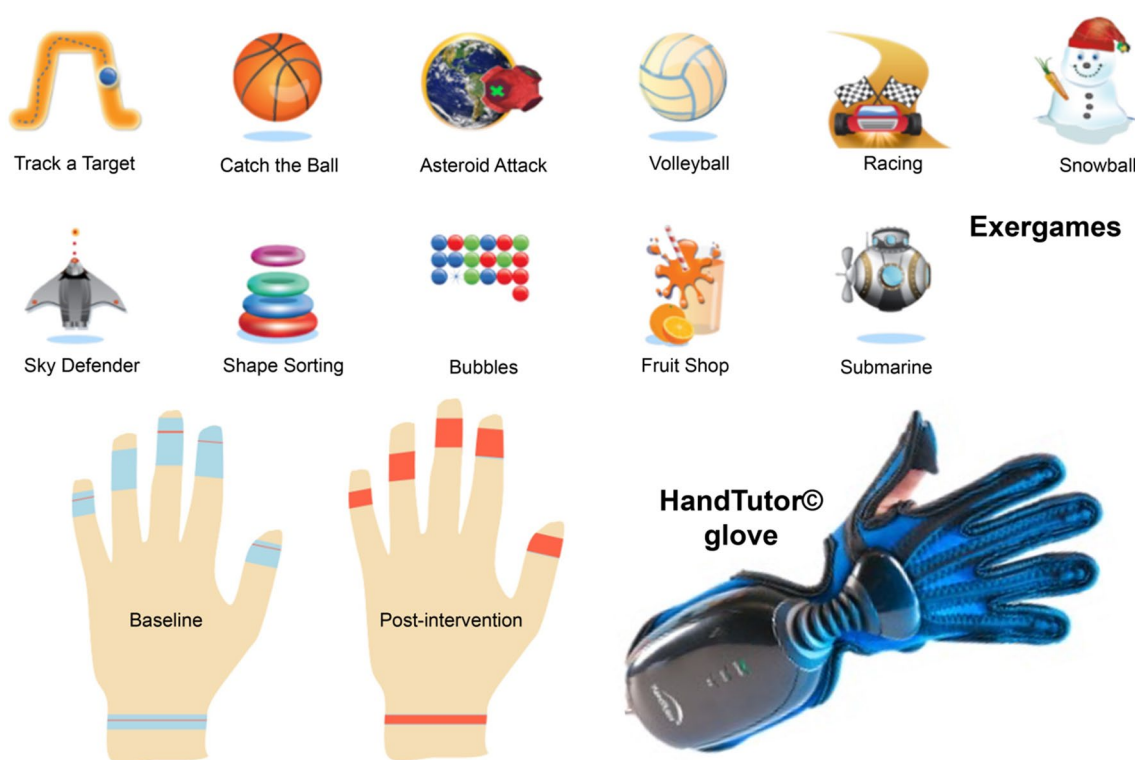 Track a Target
Catch the Ball
Asteroid Attack
Volleyball
Racing
Snowball
Exergames
Sky Defender
Shape Sorting
Bubbles
Fruit Shop
Submarine
HandTutor©
glove
Baseline
Post-intervention
HandTutor